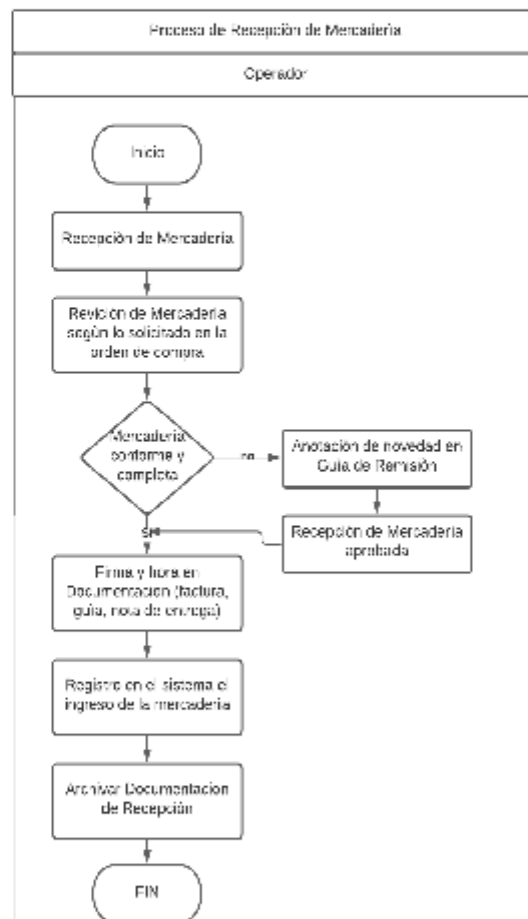 Proceso de Recepción de Mercadería
Operador
Inicio
Recepción de Mercadería
Revición de Mercadería
según lo solicitado en la
orden de compra
Mercadería
conforme y
completa
no
Anotación de novedad en
Guía de Remisión
Recepción de Mercadería
aprobada
SI
Firma y hora en
Documentación (factura,
guía, nota de entrega)
Registro en el sistema el
ingreso de la mercadería
Archivar Documentación
de Recepción
FIN